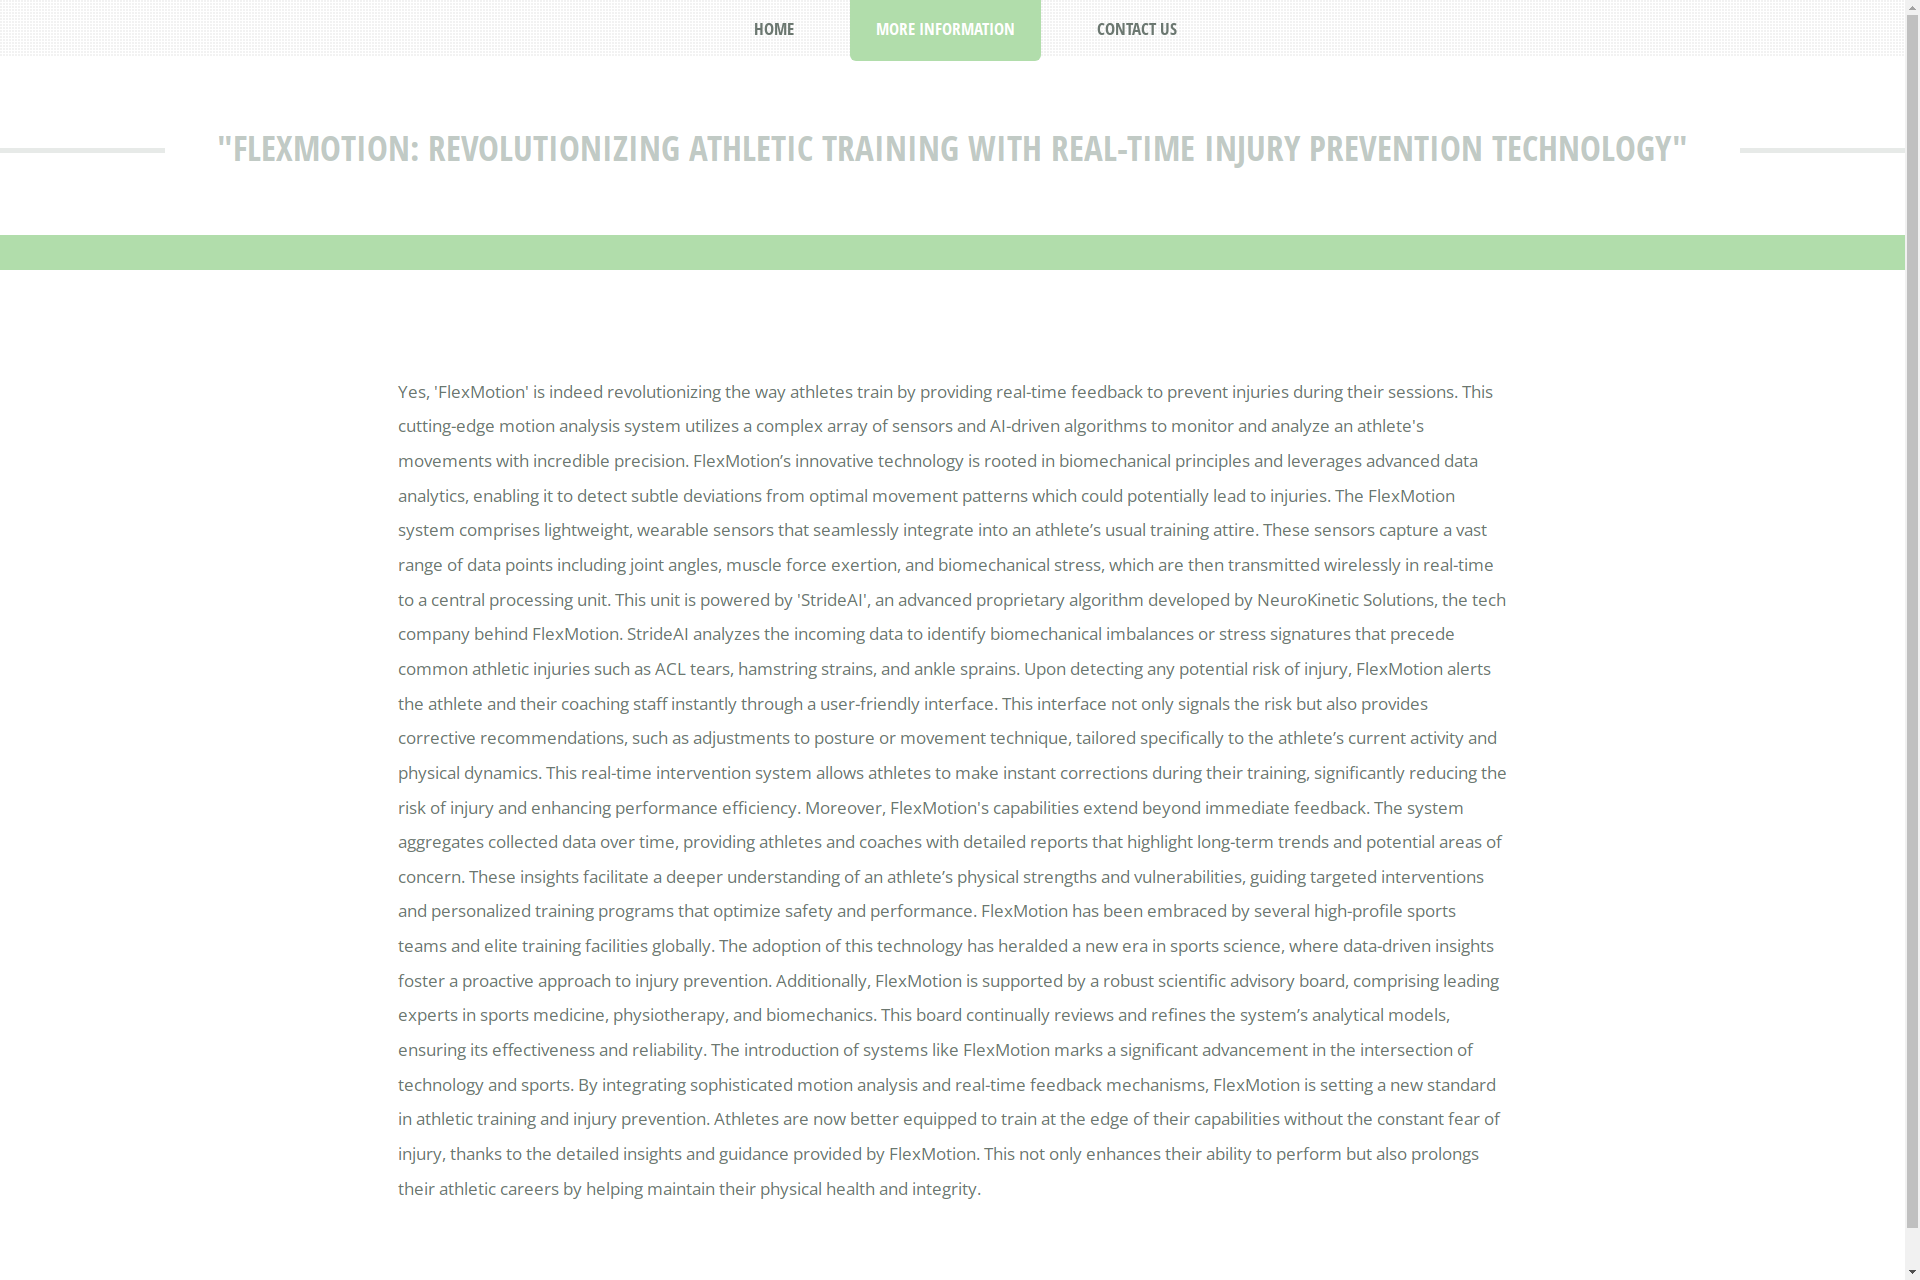 HOME
MORE INFORMATION
CONTACT US
"FLEXMOTION: REVOLUTIONIZING ATHLETIC TRAINING WITH REAL-TIME INJURY PREVENTION TECHNOLOGY"
Yes, 'FlexMotion' is indeed revolutionizing the way athletes train by providing real-time feedback to prevent injuries during their sessions. This
cutting-edge motion analysis system utilizes a complex array of sensors and AI-driven algorithms to monitor and analyze an athlete's
movements with incredible precision. FlexMotion’s innovative technology is rooted in biomechanical principles and leverages advanced data
analytics, enabling it to detect subtle deviations from optimal movement patterns which could potentially lead to injuries. The FlexMotion
system comprises lightweight, wearable sensors that seamlessly integrate into an athlete’s usual training attire. These sensors capture a vast
range of data points including joint angles, muscle force exertion, and biomechanical stress, which are then transmitted wirelessly in real-time
to a central processing unit. This unit is powered by 'StrideAI', an advanced proprietary algorithm developed by NeuroKinetic Solutions, the tech
company behind FlexMotion. StrideAI analyzes the incoming data to identify biomechanical imbalances or stress signatures that precede
common athletic injuries such as ACL tears, hamstring strains, and ankle sprains. Upon detecting any potential risk of injury, FlexMotion alerts
the athlete and their coaching staff instantly through a user-friendly interface. This interface not only signals the risk but also provides
corrective recommendations, such as adjustments to posture or movement technique, tailored specifically to the athlete’s current activity and
physical dynamics. This real-time intervention system allows athletes to make instant corrections during their training, significantly reducing the
risk of injury and enhancing performance efficiency. Moreover, FlexMotion's capabilities extend beyond immediate feedback. The system
aggregates collected data over time, providing athletes and coaches with detailed reports that highlight long-term trends and potential areas of
concern. These insights facilitate a deeper understanding of an athlete’s physical strengths and vulnerabilities, guiding targeted interventions
and personalized training programs that optimize safety and performance. FlexMotion has been embraced by several high-profile sports
teams and elite training facilities globally. The adoption of this technology has heralded a new era in sports science, where data-driven insights
foster a proactive approach to injury prevention. Additionally, FlexMotion is supported by a robust scientific advisory board, comprising leading
experts in sports medicine, physiotherapy, and biomechanics. This board continually reviews and refines the system’s analytical models,
ensuring its effectiveness and reliability. The introduction of systems like FlexMotion marks a significant advancement in the intersection of
technology and sports. By integrating sophisticated motion analysis and real-time feedback mechanisms, FlexMotion is setting a new standard
in athletic training and injury prevention. Athletes are now better equipped to train at the edge of their capabilities without the constant fear of
injury, thanks to the detailed insights and guidance provided by FlexMotion. This not only enhances their ability to perform but also prolongs
their athletic careers by helping maintain their physical health and integrity.